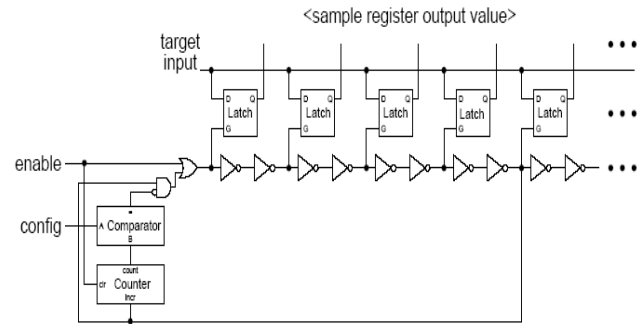 <sample register output value>
target
input
D Q D Q D Q D Q D Q
Latch Latch Latch Latch Latch
G G G G G
enable
=
config
A Comparator
B
count
clr Counter
incr